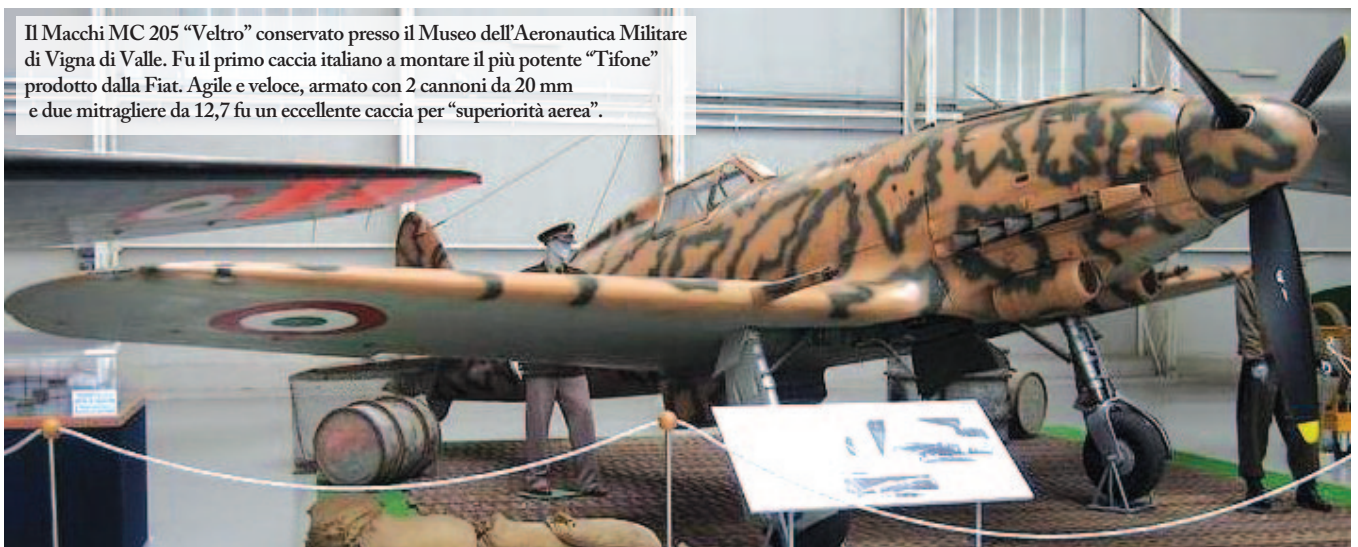 Il Macchi MC 205 “Veltro” conservato presso il Museo dell’Aeronautica Militare
di Vigna di Valle. Fu il primo caccia italiano a montare il più potente “Tifone”
prodotto dalla Fiat. Agile e veloce, armato con 2 cannoni da 20 mm
e due mitragliere da 12,7 fu un eccellente caccia per “superiorità aerea”.